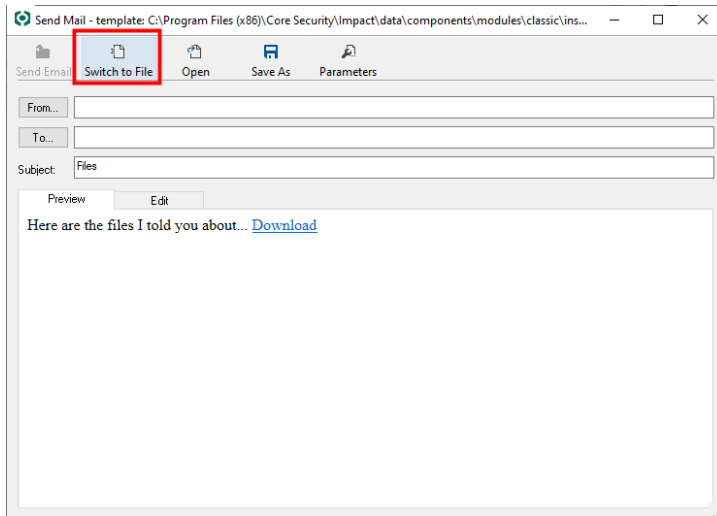 Send Mail - template: C:\Program Files (x86)\Core Security\Impact\data\components\modules\classic\ins...
Send Email Switch to File Open Save As Parameters
From...
To...
Subject: Files
Preview Edit
Here are the files I told you about... Download